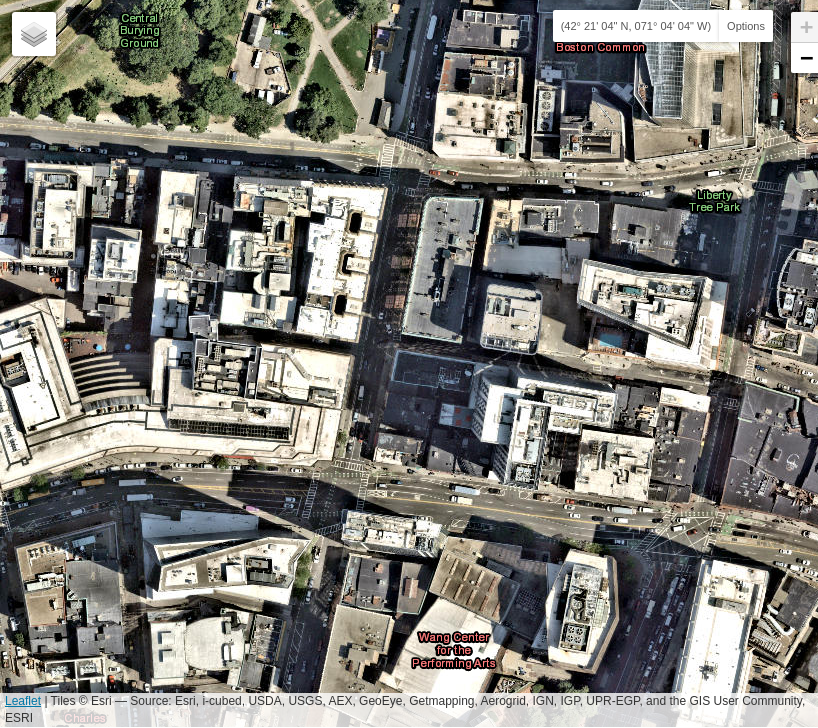 Central
Burying
Ground
(42° 21' 04" N, 071° 04' 04" W)
Options
+
−
Boston Common
Liberty
Tree Park
Wang Center
for the
Performing Arts
Charles
Leaflet | Tiles © Esri — Source: Esri, i-cubed, USDA, USGS, AEX, GeoEye, Getmapping, Aerogrid, IGN, IGP, UPR-EGP, and the GIS User Community,
ESRI